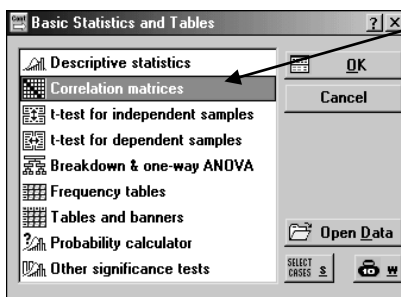 Basic Statistics and Tables
Descriptive statistics
Correlation matrices
t-test for independent samples
t-test for dependent samples
Breakdown & one-way ANOVA
Frequency tables
Tables and banners
Probability calculator
Other significance tests
OK
Cancel
Open Data
SELECT
CASES S
W